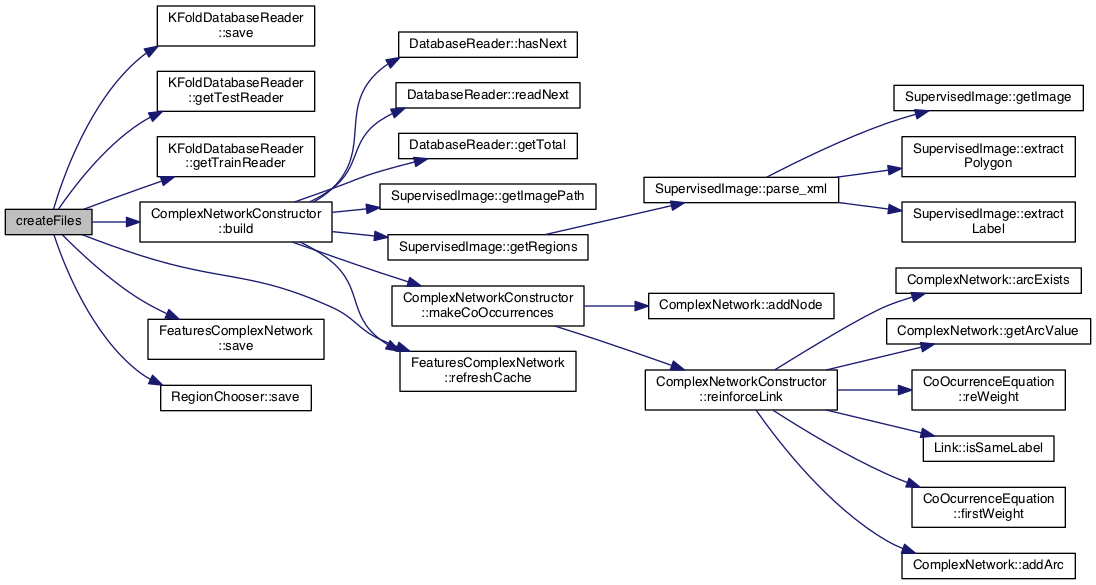 createFiles
KFoldDatabaseReader
::save
KFoldDatabaseReader
::getTestReader
KFoldDatabaseReader
::getTrainReader
ComplexNetworkConstructor
::build
FeaturesComplexNetwork
::save
RegionChooser::save
DatabaseReader::hasNext
DatabaseReader::readNext
DatabaseReader::getTotal
SupervisedImage::getImagePath
SupervisedImage::getRegions
ComplexNetworkConstructor
::makeCoOccurrences
FeaturesComplexNetwork
::refreshCache
SupervisedImage::parse_xml
ComplexNetwork::addNode
ComplexNetworkConstructor
::reinforceLink
SupervisedImage::getImage
SupervisedImage::extract
Polygon
SupervisedImage::extract
Label
ComplexNetwork::arcExists
ComplexNetwork::getArcValue
CoOcurrenceEquation
::reWeight
Link::isSameLabel
CoOcurrenceEquation
::firstWeight
ComplexNetwork::addArc